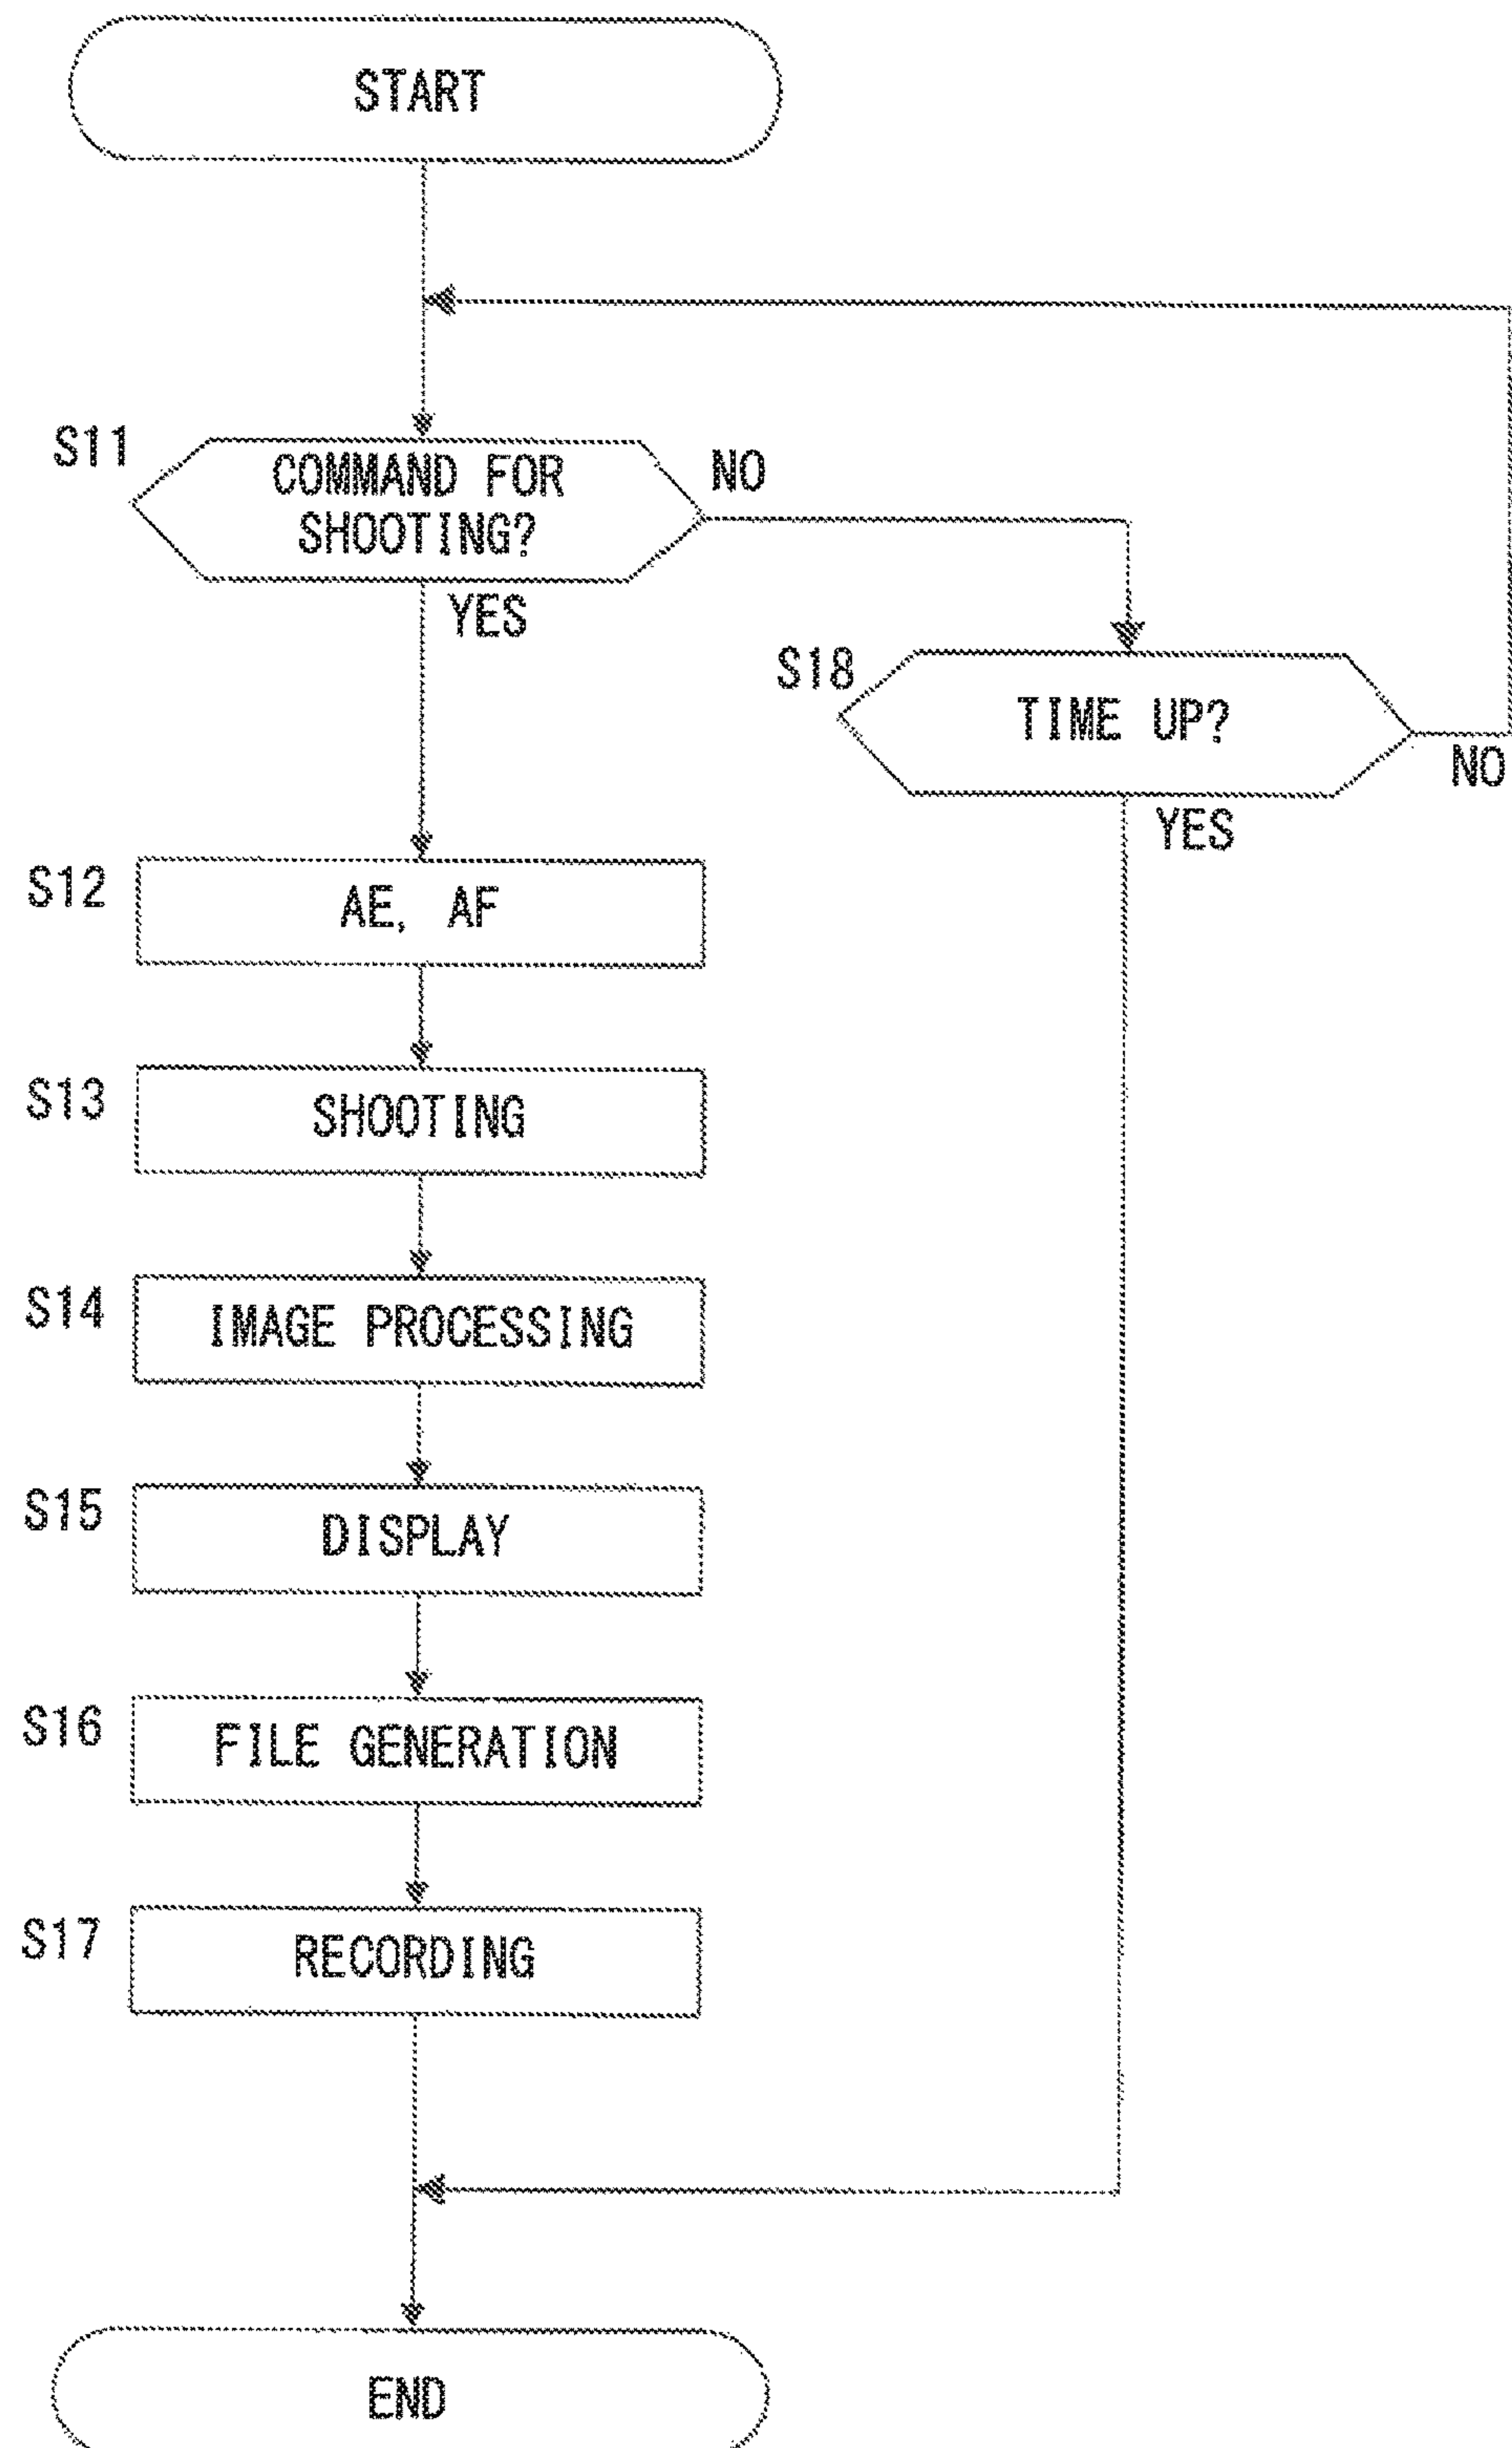 START
S11
COMMAND FOR
SHOOTING?
NO
YES
S18
TIME UP?
NO
YES
S12
AE, AF
S13
SHOOTING
S14
IMAGE PROCESSING
S15
DISPLAY
S16
FILE GENERATION
S17
RECORDING
END